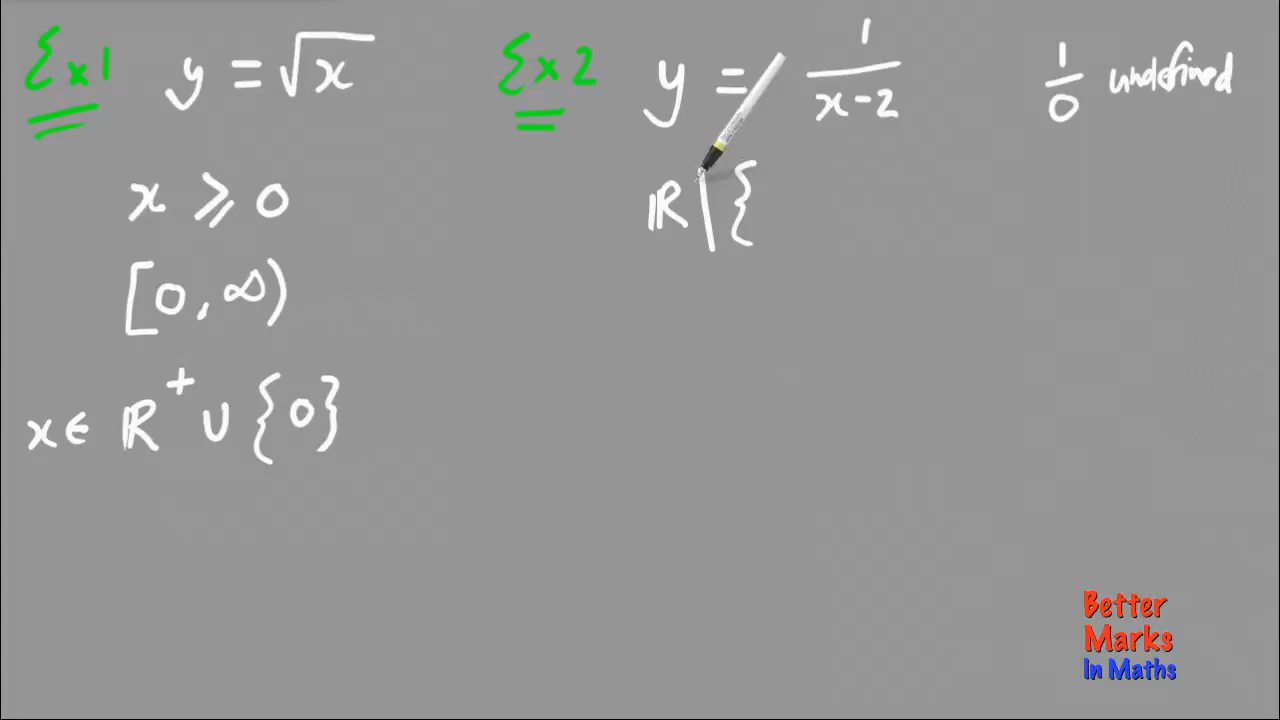 Ex1 y = √x
x ⩾ 0
[0, ∞)
x ∈ ℝ⁺ ∪ {0}
Ex2 y = 1/(x-2)
ℝ | {
1/0 undefined
Better
Marks
In Maths